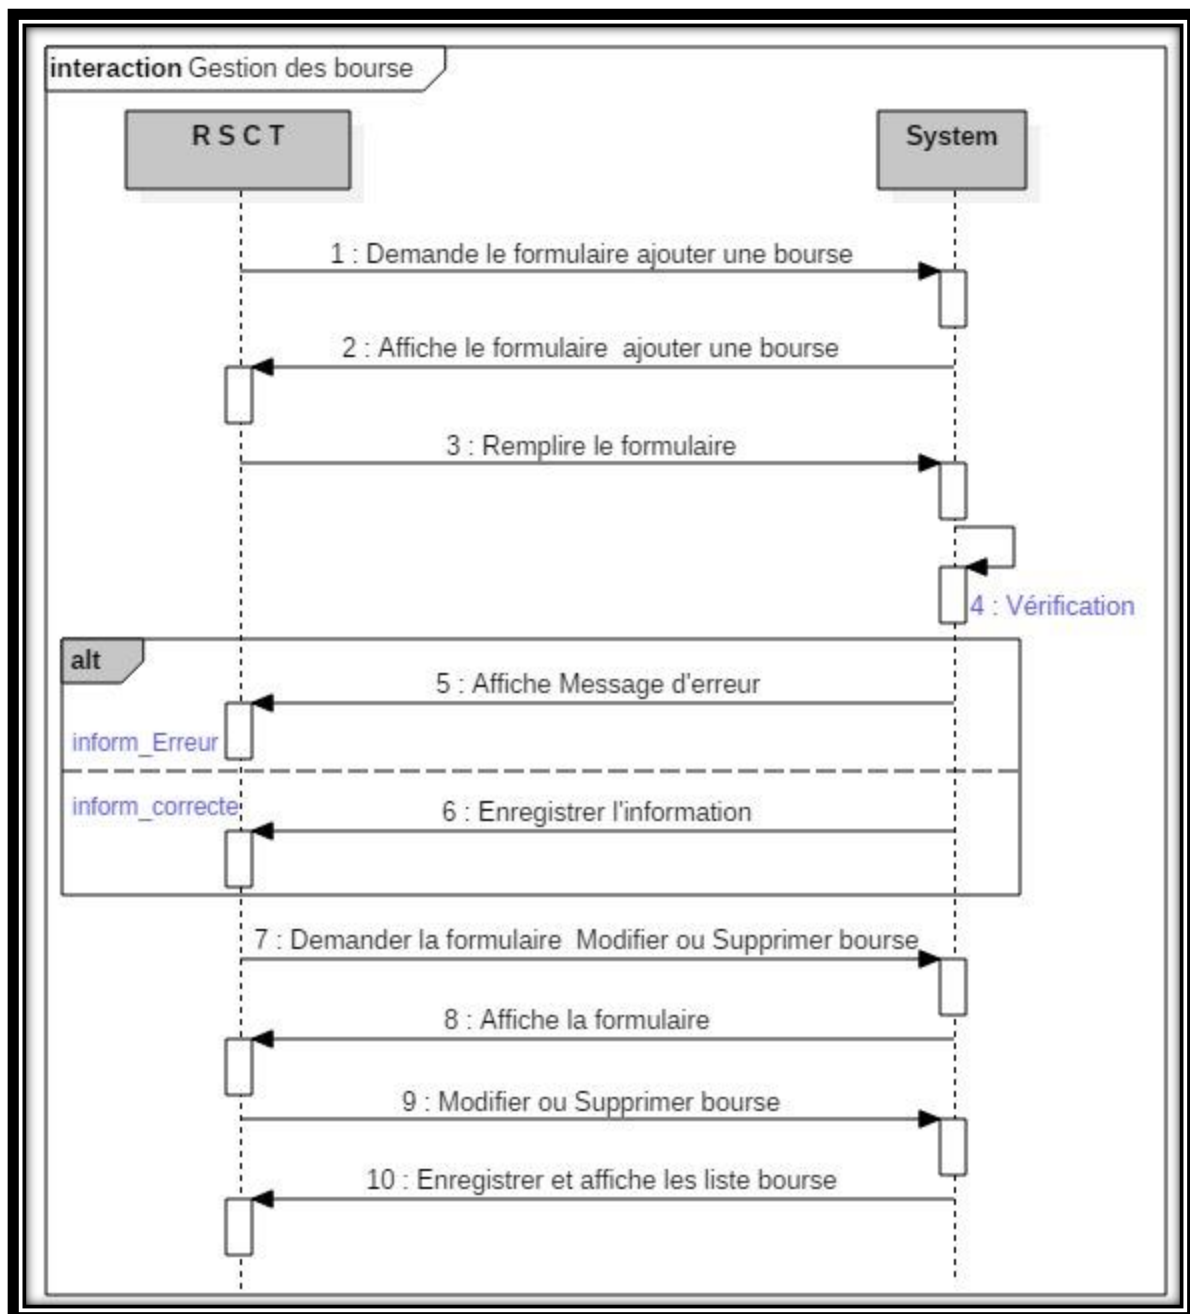 interaction Gestion des bourse
R S C T
System
1 : Demande le formulaire ajouter une bourse
2 : Affiche le formulaire  ajouter une bourse
3 : Remplire le formulaire
4 : Vérification
alt
5 : Affiche Message d'erreur
inform_Erreur
inform_correcte
6 : Enregistrer l'information
7 : Demander la formulaire  Modifier ou Supprimer bourse
8 : Affiche la formulaire
9 : Modifier ou Supprimer bourse
10 : Enregistrer et affiche les liste bourse